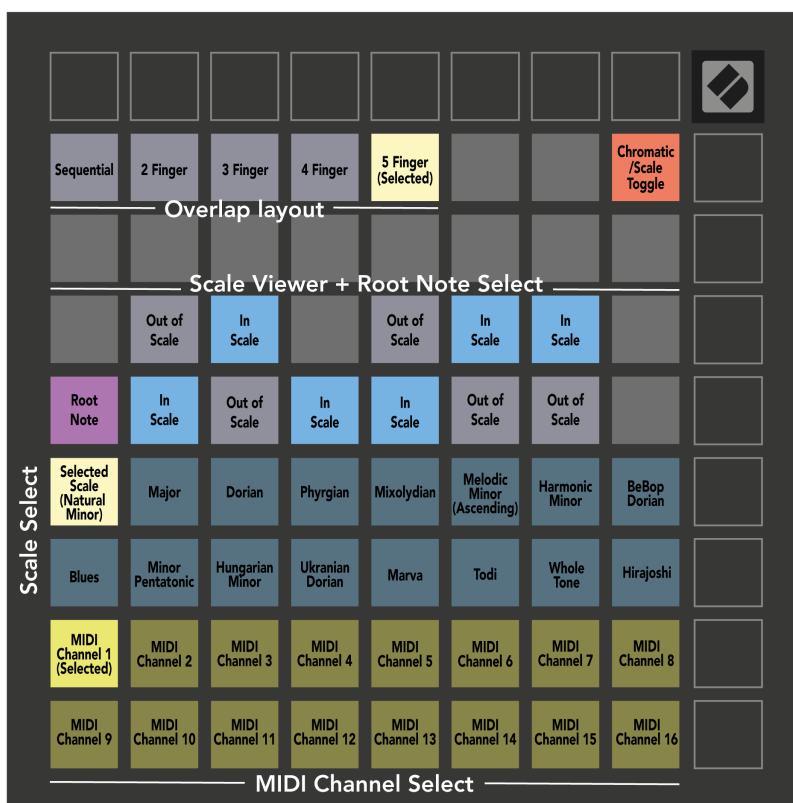 Sequential
2 Finger
3 Finger
4 Finger
5 Finger
(Selected)
Chromatic
/Scale
Toggle
Overlap layout
Scale Viewer + Root Note Select
Out of
Scale
In
Scale
Out of
Scale
In
Scale
In
Scale
Root
Note
In
Scale
Out of
Scale
In
Scale
In
Scale
Out of
Scale
Out of
Scale
Scale Select
Selected
Scale
(Natural
Minor)
Major
Dorian
Phyrgian
Mixolydian
Melodic
Minor
(Ascending)
Harmonic
Minor
BeBop
Dorian
Blues
Minor
Pentatonic
Hungarian
Minor
Ukranian
Dorian
Marva
Todi
Whole
Tone
Hirajoshi
MIDI
Channel 1
(Selected)
MIDI
Channel 2
MIDI
Channel 3
MIDI
Channel 4
MIDI
Channel 5
MIDI
Channel 6
MIDI
Channel 7
MIDI
Channel 8
MIDI
Channel 9
MIDI
Channel 10
MIDI
Channel 11
MIDI
Channel 12
MIDI
Channel 13
MIDI
Channel 14
MIDI
Channel 15
MIDI
Channel 16
MIDI Channel Select